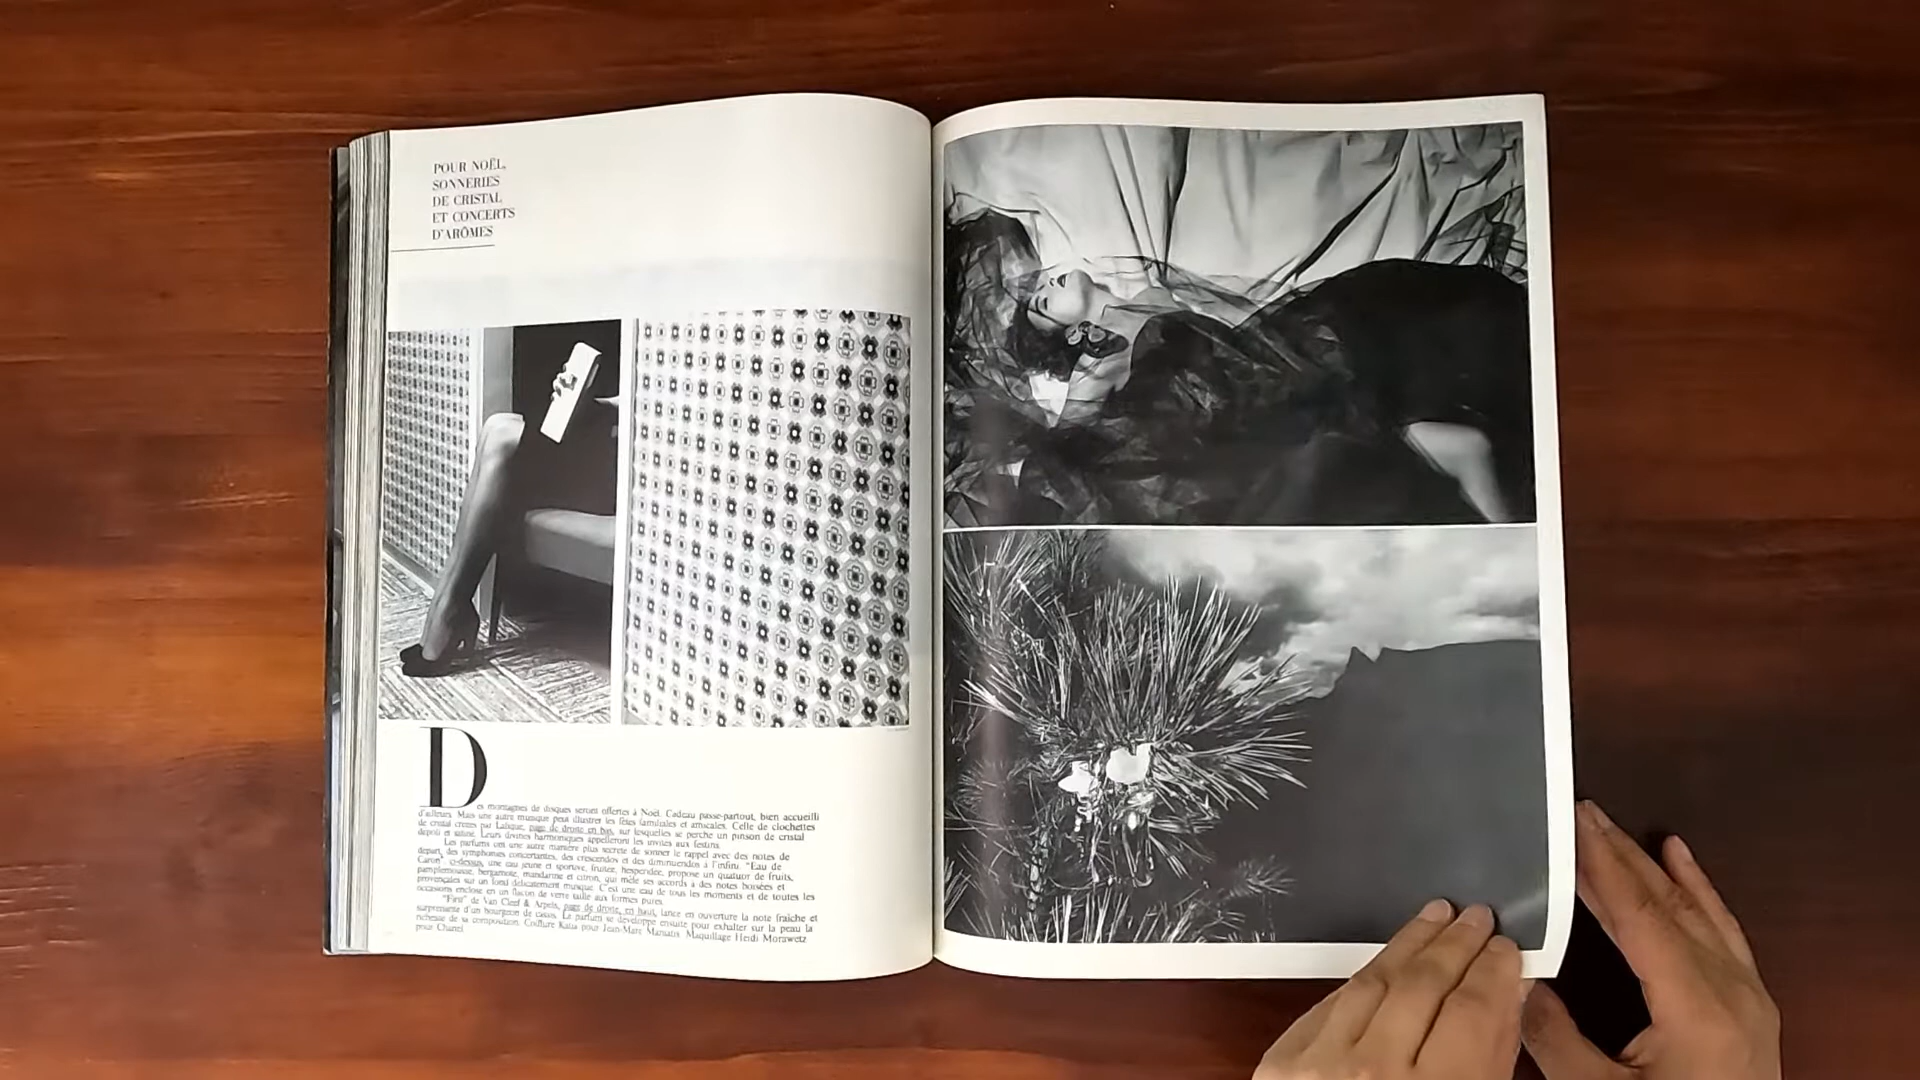 POUR NOËL,
SONNERIES
DE CRISTAL
ET CONCERTS
D'ARÔMES
Des montagnes de disques seront offertes à Noël. Cadeau passe-partout, bien accueilli
d'ailleurs. Mais une autre musique peut illustrer les fêtes familiales et amicales. Celle de clochettes
de cristal créées par Lalique, page de droite en bas, sur lesquelles se perche un pinson de cristal
dépoli et satiné. Leurs divines harmoniques appelleront les invités aux festins.
Les parfums ont une autre manière plus secrète de sonner le rappel avec des notes de
départ, des symphonies concertantes, des crescendos et des diminuendos à l'infini. "Eau de
Caron" ci-dessus, une eau jeune et sportive, fruitée, hespéridée, propose un quatuor de fruits,
pamplemousse, bergamote, mandarine et citron, qui mêle ses accords à des notes boisées et
provençales sur un fond délicatement musqué. C'est une eau de tous les moments et de toutes les
occasions enclose en un flacon de verre taillé aux formes pures.
"First" de Van Cleef & Arpels, page de droite, en haut, lance en ouverture la note fraîche et
surprenante d'un bourgeon de cassis. Le parfum se développe ensuite pour exhalter sur la peau la
richesse de sa composition. Coiffure Katia pour Jean-Marc Maniatis. Maquillage Heidi Morawetz
pour Chanel